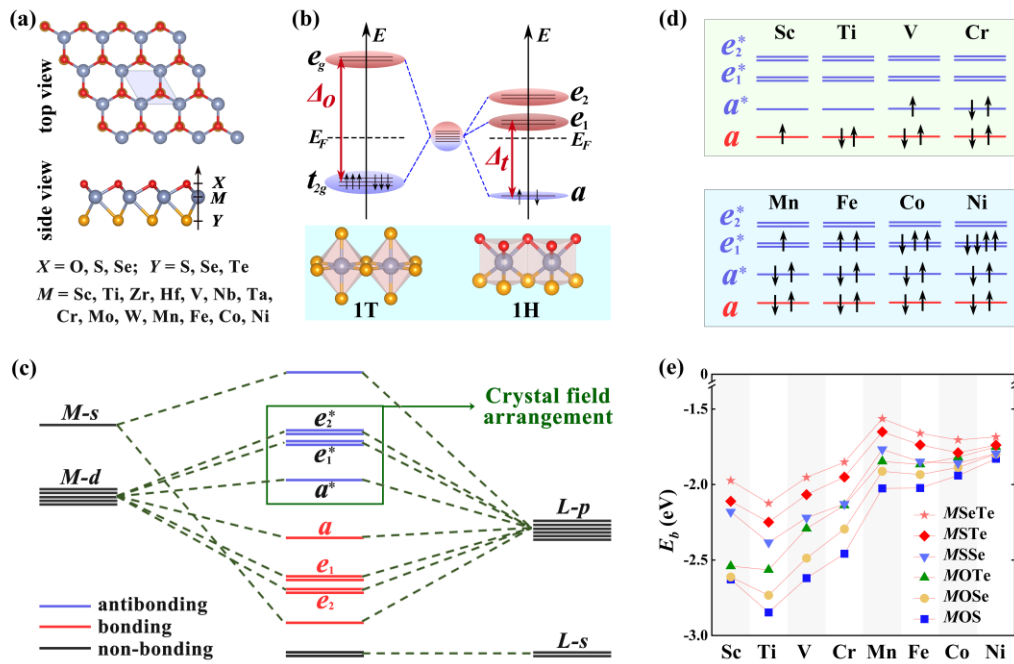 (a)
top view
side view
X
M
Y
X = O, S, Se; Y = S, Se, Te
M = Sc, Ti, Zr, Hf, V, Nb, Ta,
Cr, Mo, W, Mn, Fe, Co, Ni
(b)
E
E
e_g
Δ_O
E_F
t_2g
e_2
e_1
E_F
Δ_t
a
1T
1H
(c)
M-s
M-d
Crystal field
arrangement
e_2^*
e_1^*
a^*
a
e_1
e_2
L-p
L-s
antibonding
bonding
non-bonding
(d)
Sc Ti V Cr
e_2^*
e_1^*
a^*
a
Mn Fe Co Ni
e_2^*
e_1^*
a^*
a
(e)
E_b (eV)
0
-1.5
-2.0
-2.5
-3.0
MSeTe
MSTe
MSSe
MOTe
MOSe
MOS
Sc Ti V Cr Mn Fe Co Ni